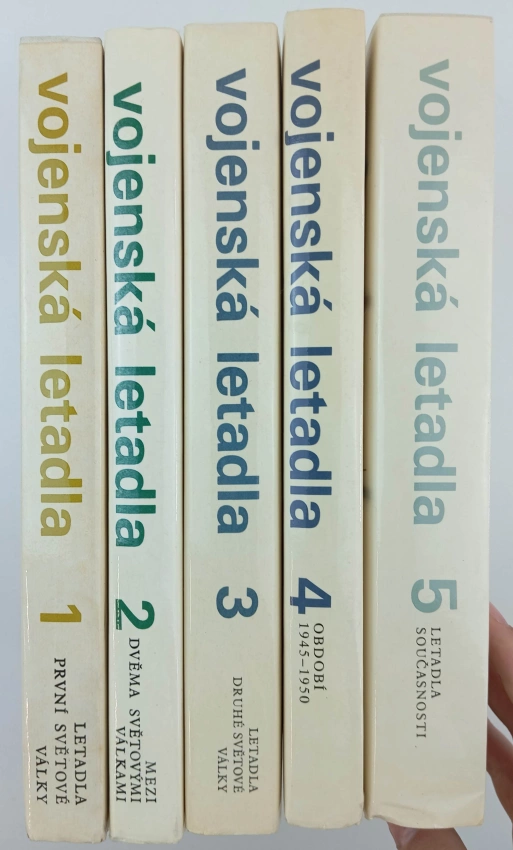 vojenská letadla 1
LETADLA
PRVNÍ SVĚTOVÉ
VÁLKY
vojenská letadla 2
MEZI
DVĚMA SVĚTOVÝMI
VÁLKAMI
vojenská letadla 3
LETADLA
DRUHÉ SVĚTOVÉ
VÁLKY
vojenská letadla 4
OBDOBÍ
1945–1950
vojenská letadla 5
LETADLA
SOUČASNOSTI